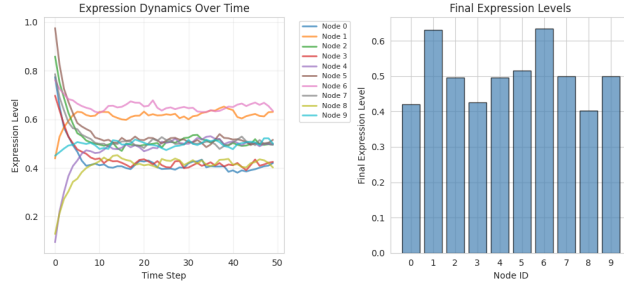 Expression Dynamics Over Time
Expression Level
1.0
0.8
0.6
0.4
0.2
0
10
20
30
40
50
Time Step
Node 0
Node 1
Node 2
Node 3
Node 4
Node 5
Node 6
Node 7
Node 8
Node 9
Final Expression Levels
Final Expression Level
0.6
0.5
0.4
0.3
0.2
0.1
0.0
0 1 2 3 4 5 6 7 8 9
Node ID